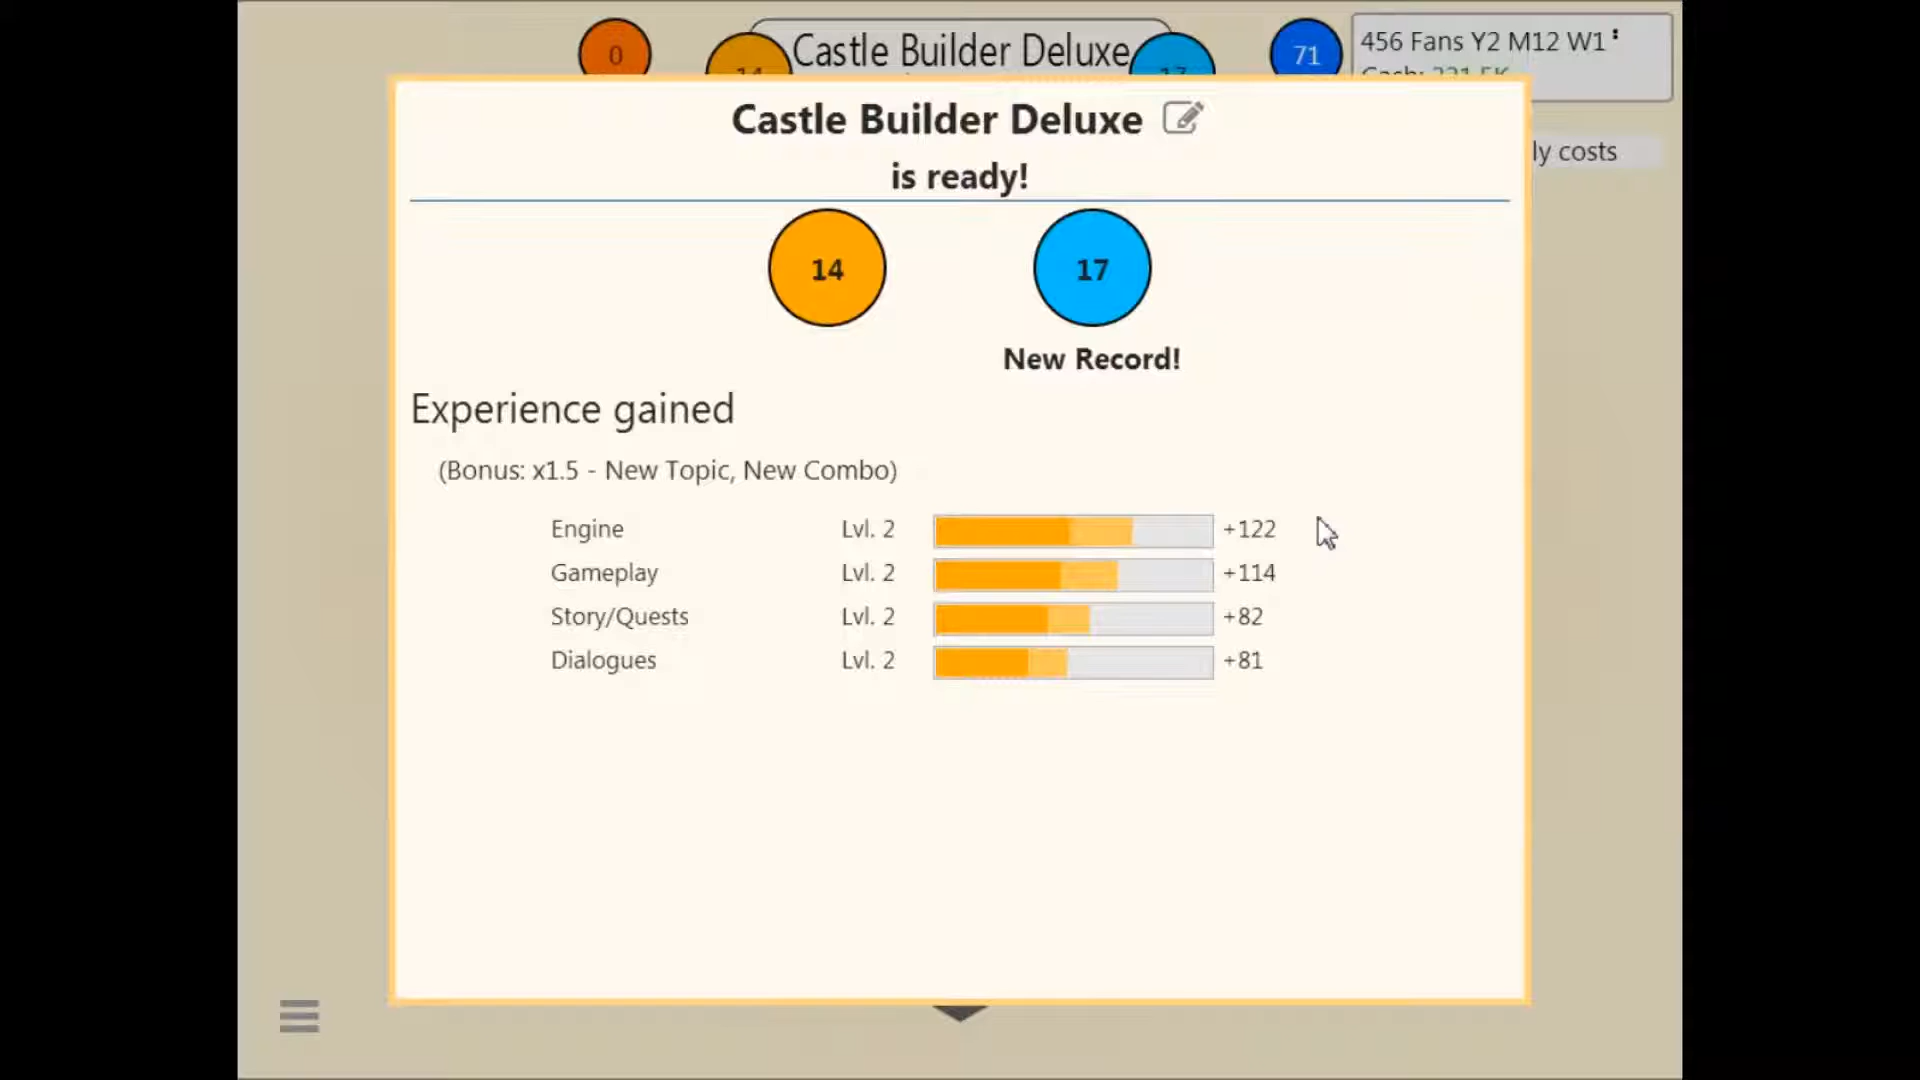 0
Castle Builder Deluxe
71
456 Fans Y2 M12 W1
ly costs
Castle Builder Deluxe
is ready!
14
17
New Record!
Experience gained
(Bonus: x1.5 - New Topic, New Combo)
Engine Lvl. 2 +122
Gameplay Lvl. 2 +114
Story/Quests Lvl. 2 +82
Dialogues Lvl. 2 +81